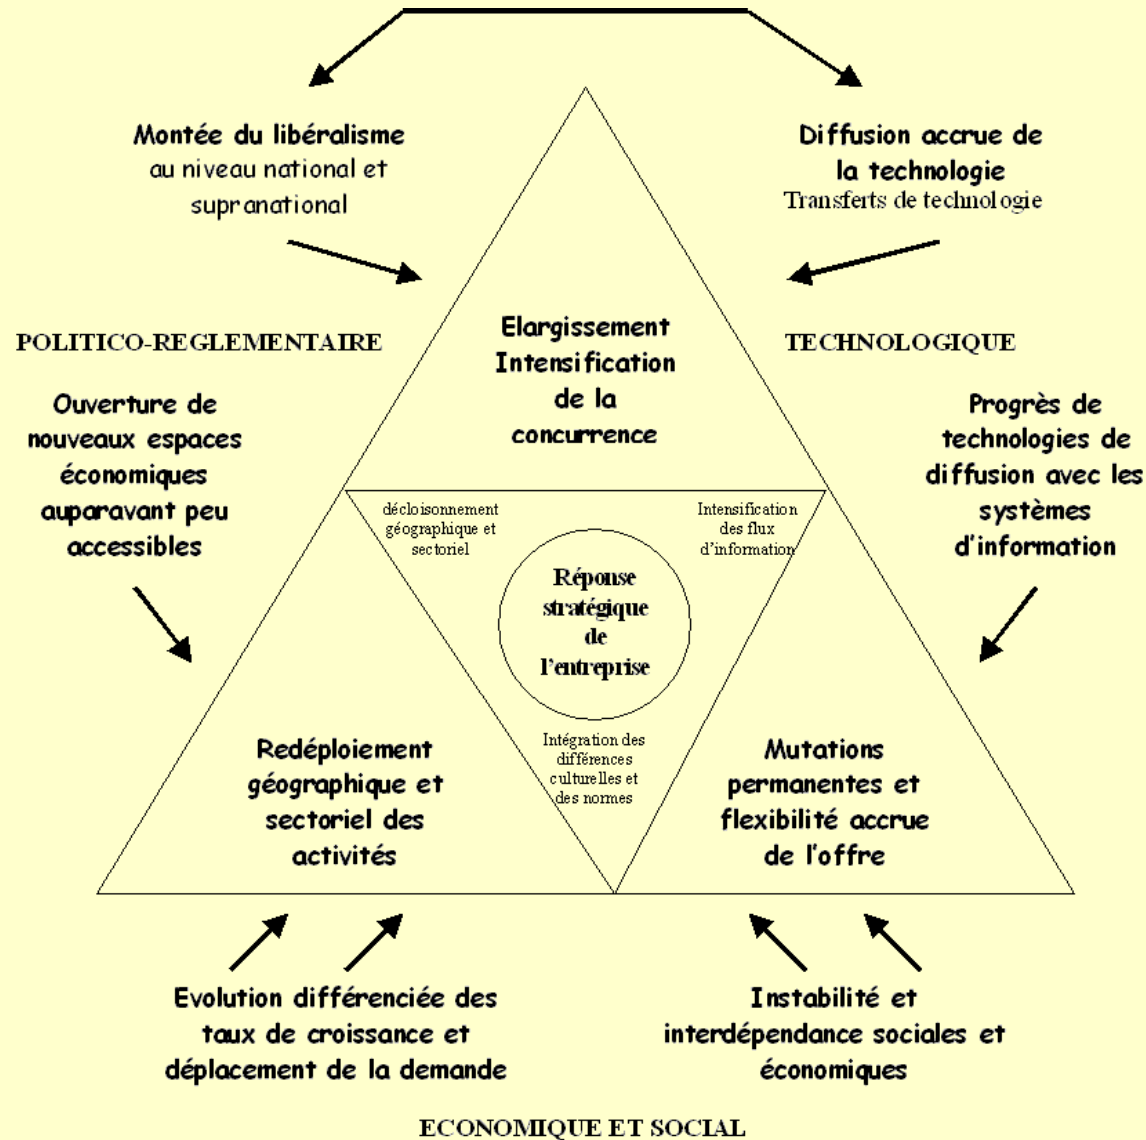 Montée du libéralisme
au niveau national et
supranational
Diffusion accrue de
la technologie
Transferts de technologie
POLITICO-REGLEMENTAIRE
TECHNOLOGIQUE
Elargissement
Intensification
de la
concurrence
Ouverture de
nouveaux espaces
économiques
auparavant peu
accessibles
Progrès de
technologies de
diffusion avec les
systèmes
d'information
décloisonnement
géographique et
sectoriel
Intensification
des flux
d'information
Réponse
stratégique
de
l'entreprise
Intégration des
différences
culturelles et
des normes
Redéploiement
géographique et
sectoriel des
activités
Mutations
permanentes et
flexibilité accrue
de l'offre
Evolution différenciée des
taux de croissance et
déplacement de la demande
Instabilité et
interdépendance sociales et
économiques
ECONOMIQUE ET SOCIAL